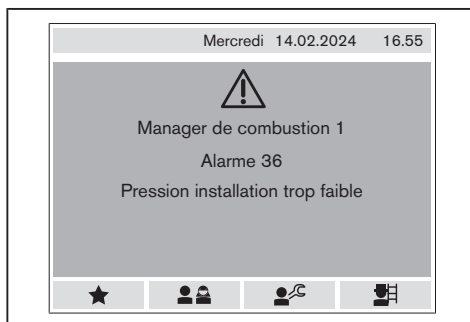 Mercredi 14.02.2024 16.55
Manager de combustion 1
Alarme 36
Pression installation trop faible